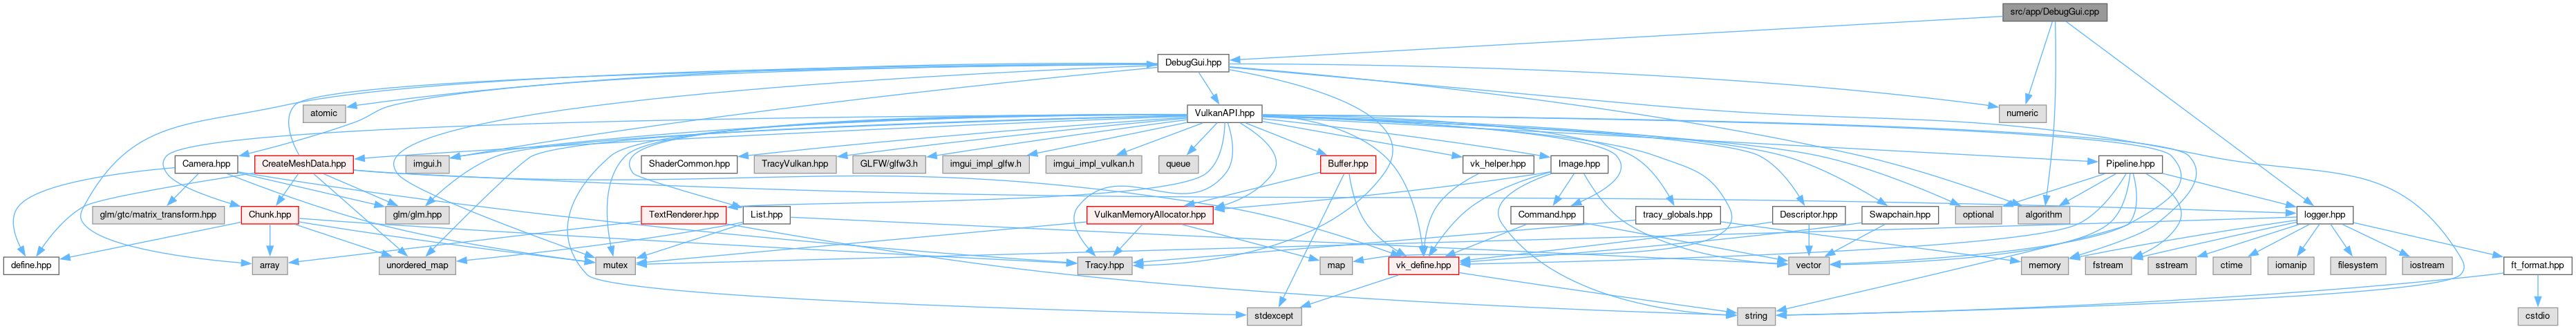 src/app/DebugGui.cpp
DebugGui.hpp
atomic
VulkanAPI.hpp
numeric
Camera.hpp
CreateMeshData.hpp
imgui.h
ShaderCommon.hpp
TracyVulkan.hpp
GLFW/glfw3.h
imgui_impl_glfw.h
imgui_impl_vulkan.h
queue
Buffer.hpp
vk_helper.hpp
Image.hpp
Pipeline.hpp
glm/gtc/matrix_transform.hpp
Chunk.hpp
glm/glm.hpp
TextRenderer.hpp
List.hpp
VulkanMemoryAllocator.hpp
Command.hpp
tracy_globals.hpp
Descriptor.hpp
Swapchain.hpp
optional
algorithm
logger.hpp
define.hpp
array
unordered_map
mutex
Tracy.hpp
map
vk_define.hpp
vector
memory
fstream
sstream
ctime
iomanip
filesystem
iostream
ft_format.hpp
stdexcept
string
cstdio